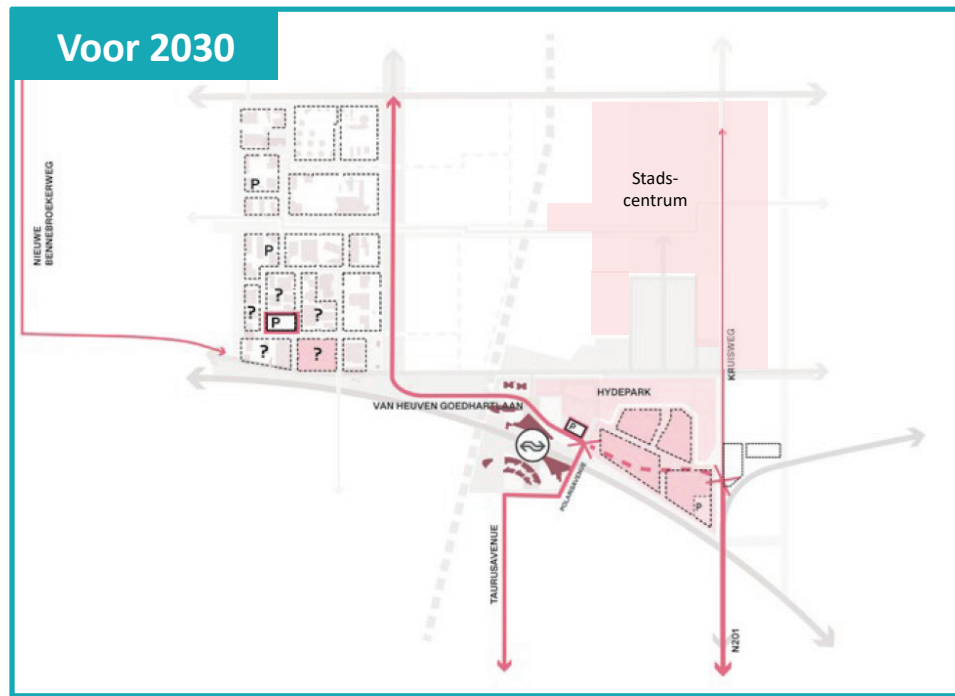 Voor 2030
NIEUWE
BENNEBROEKERWEG
Stads-
centrum
P
P
?
?
?
P
?
?
KRUISWEG
HYDEPARK
VAN HEUVEN GOEDHARTLAAN
P
POLARISAVENUE
P
TAURUSAVENUE
N201